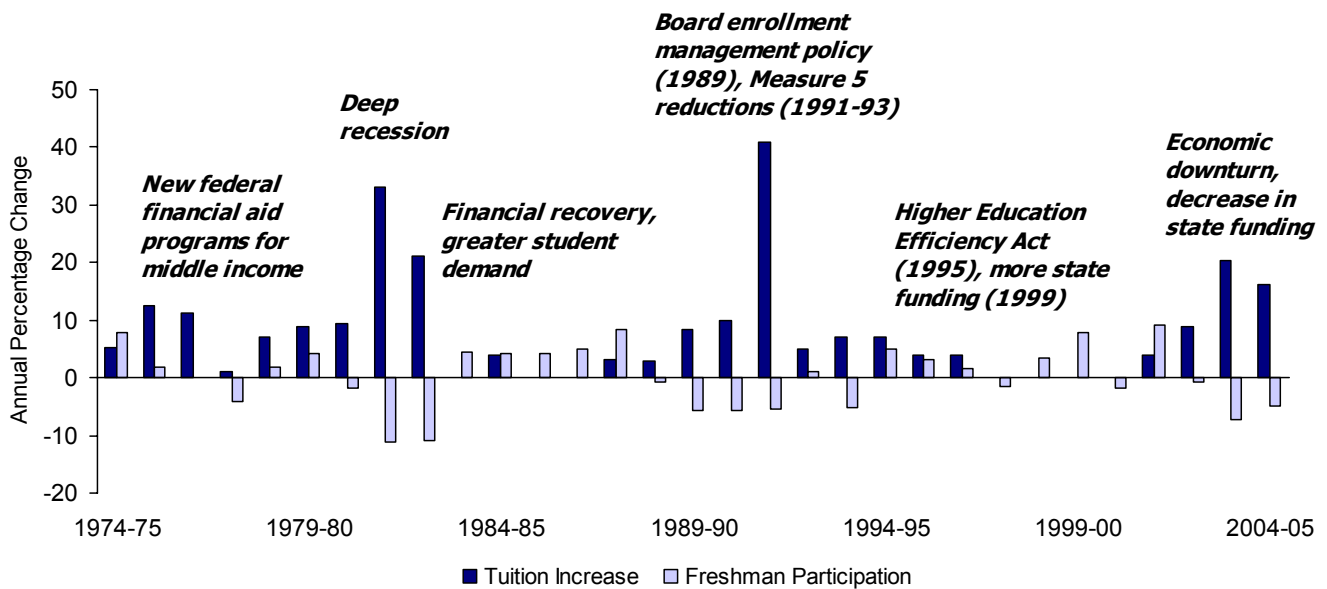 Board enrollment
management policy
(1989), Measure 5
reductions (1991-93)
Deep
recession
Economic
downturn,
decrease in
state funding
New federal
financial aid
programs for
middle income
Financial recovery,
greater student
demand
Higher Education
Efficiency Act
(1995), more state
funding (1999)
Annual Percentage Change
50
40
30
20
10
0
-10
-20
1974-75 1979-80 1984-85 1989-90 1994-95 1999-00 2004-05
Tuition Increase Freshman Participation